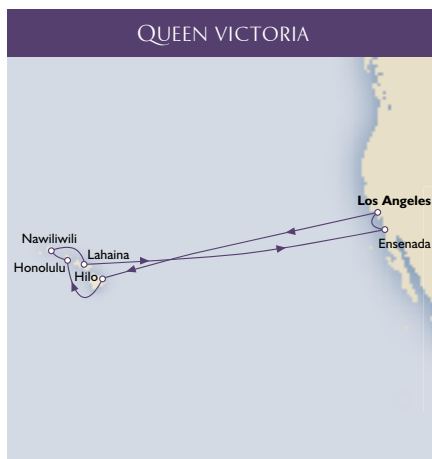 QUEEN VICTORIA
Los Angeles
Ensenada
Nawiliwili
Lahaina
Honolulu
Hilo